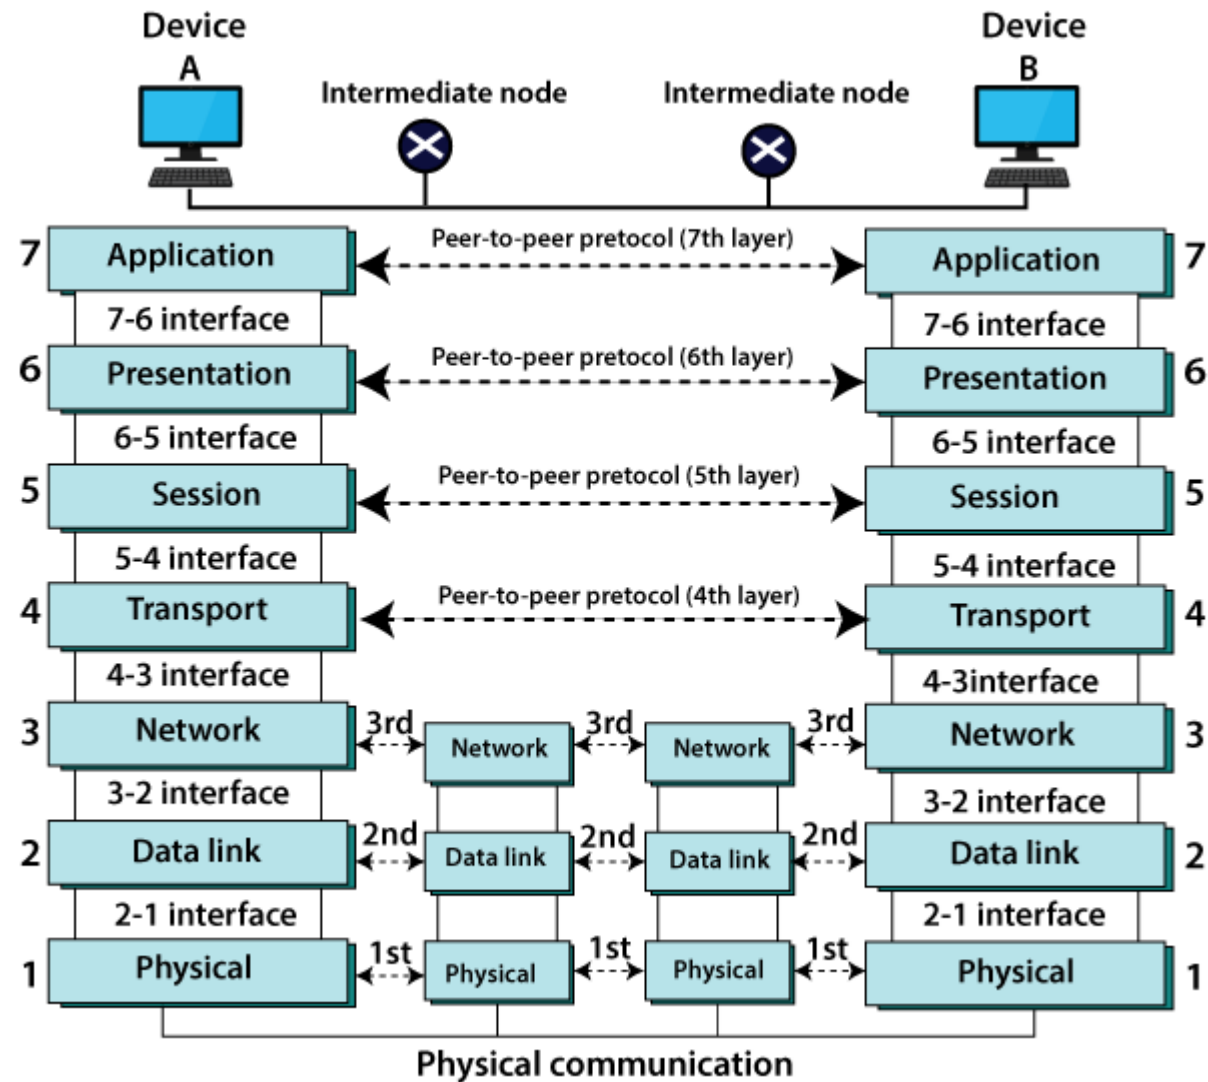 Device
A
Device
B
Intermediate node
Intermediate node
7
Application
Peer-to-peer pretocol (7th layer)
Application
7
7-6 interface
7-6 interface
6
Presentation
Peer-to-peer pretocol (6th layer)
Presentation
6
6-5 interface
6-5 interface
5
Session
Peer-to-peer pretocol (5th layer)
Session
5
5-4 interface
5-4 interface
4
Transport
Peer-to-peer pretocol (4th layer)
Transport
4
4-3 interface
4-3interface
3
Network
3rd
Network
3rd
Network
3rd
Network
3
3-2 interface
3-2 interface
2
Data link
2nd
Data link
2nd
Data link
2nd
Data link
2
2-1 interface
2-1 interface
1
Physical
1st
Physical
1st
Physical
1st
Physical
1
Physical communication